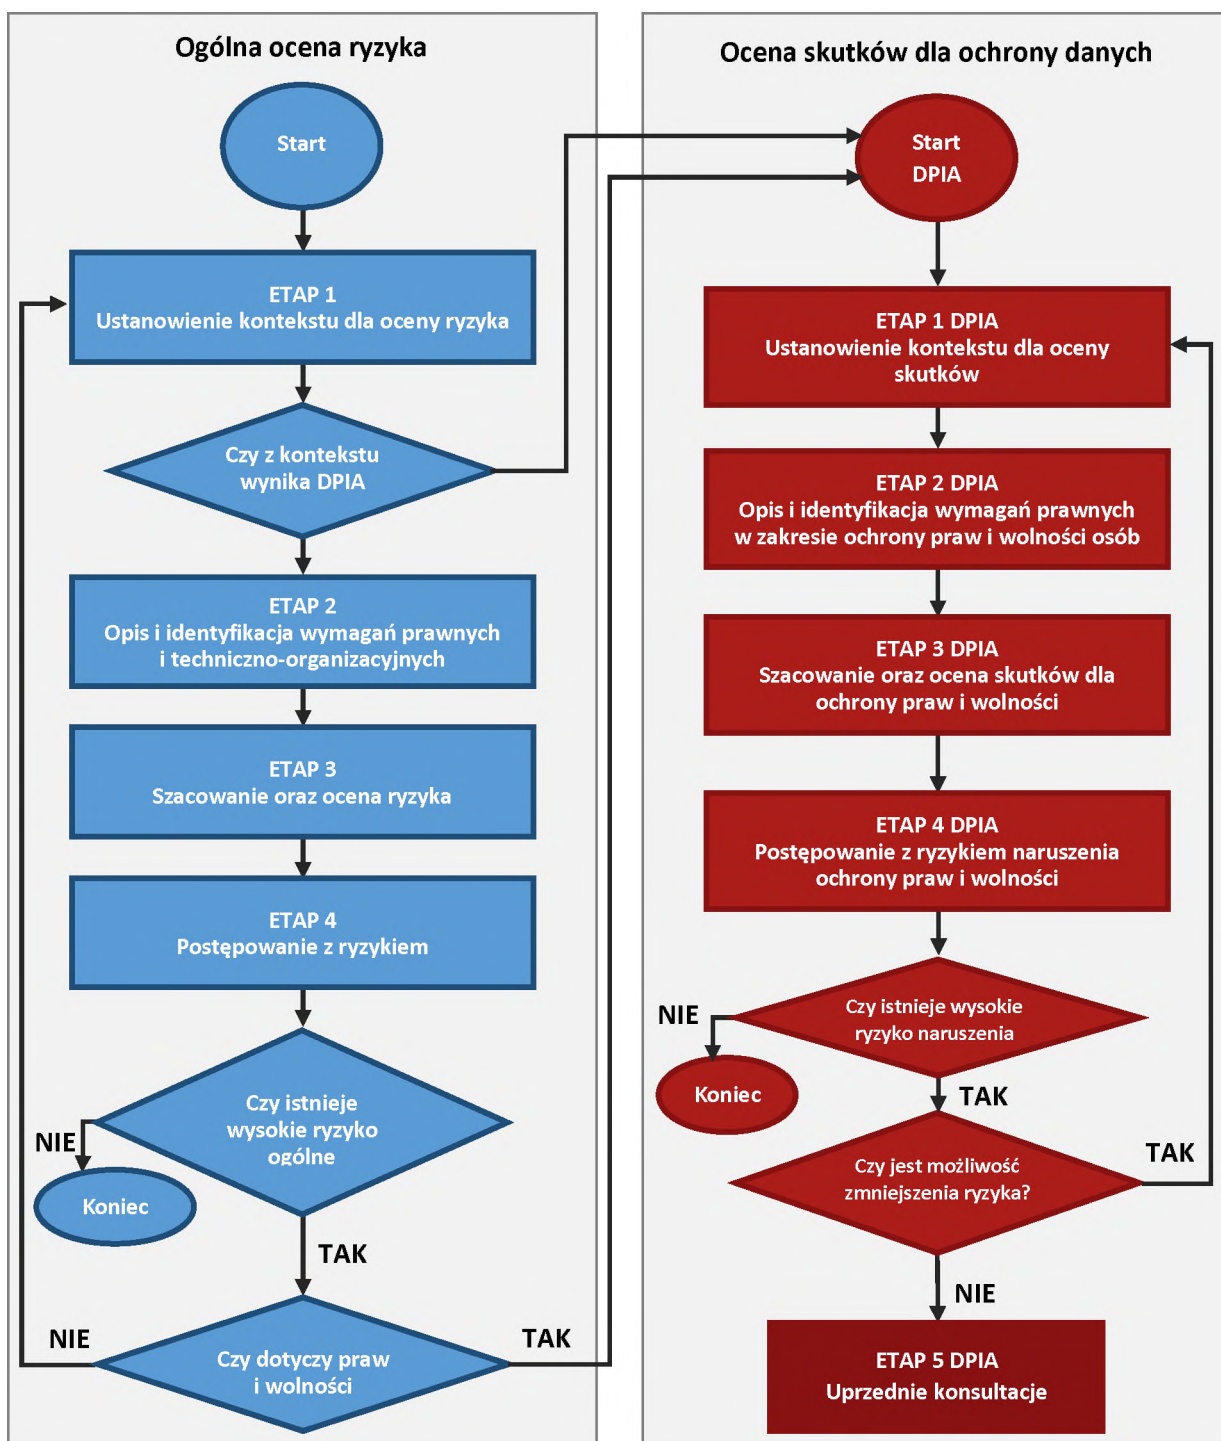 Ogólna ocena ryzyka
Start
ETAP 1
Ustanowienie kontekstu dla oceny ryzyka
Czy z kontekstu
wynika DPIA
ETAP 2
Opis i identyfikacja wymagań prawnych
i techniczno-organizacyjnych
ETAP 3
Szacowanie oraz ocena ryzyka
ETAP 4
Postępowanie z ryzykiem
Czy istnieje
wysokie ryzyko
ogólne
NIE
Koniec
TAK
NIE
Czy dotyczy praw
i wolności
TAK
Ocena skutków dla ochrony danych
Start
DPIA
ETAP 1 DPIA
Ustanowienie kontekstu dla oceny
skutków
ETAP 2 DPIA
Opis i identyfikacja wymagań prawnych
w zakresie ochrony praw i wolności osób
ETAP 3 DPIA
Szacowanie oraz ocena skutków dla
ochrony praw i wolności
ETAP 4 DPIA
Postępowanie z ryzykiem naruszenia
ochrony praw i wolności
Czy istnieje wysokie
ryzyko naruszenia
NIE
Koniec
TAK
Czy jest możliwość
zmniejszenia ryzyka?
TAK
NIE
ETAP 5 DPIA
Uprzednie konsultacje